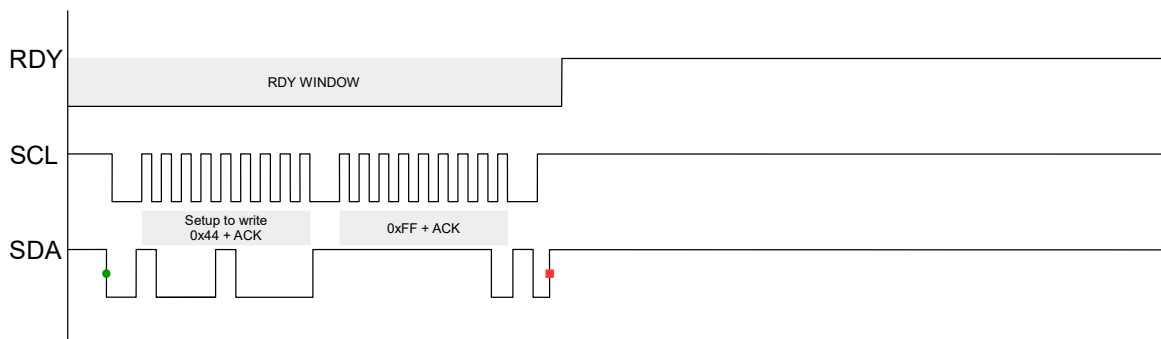 RDY
RDY WINDOW
SCL
Setup to write
0x44 + ACK
0xFF + ACK
SDA